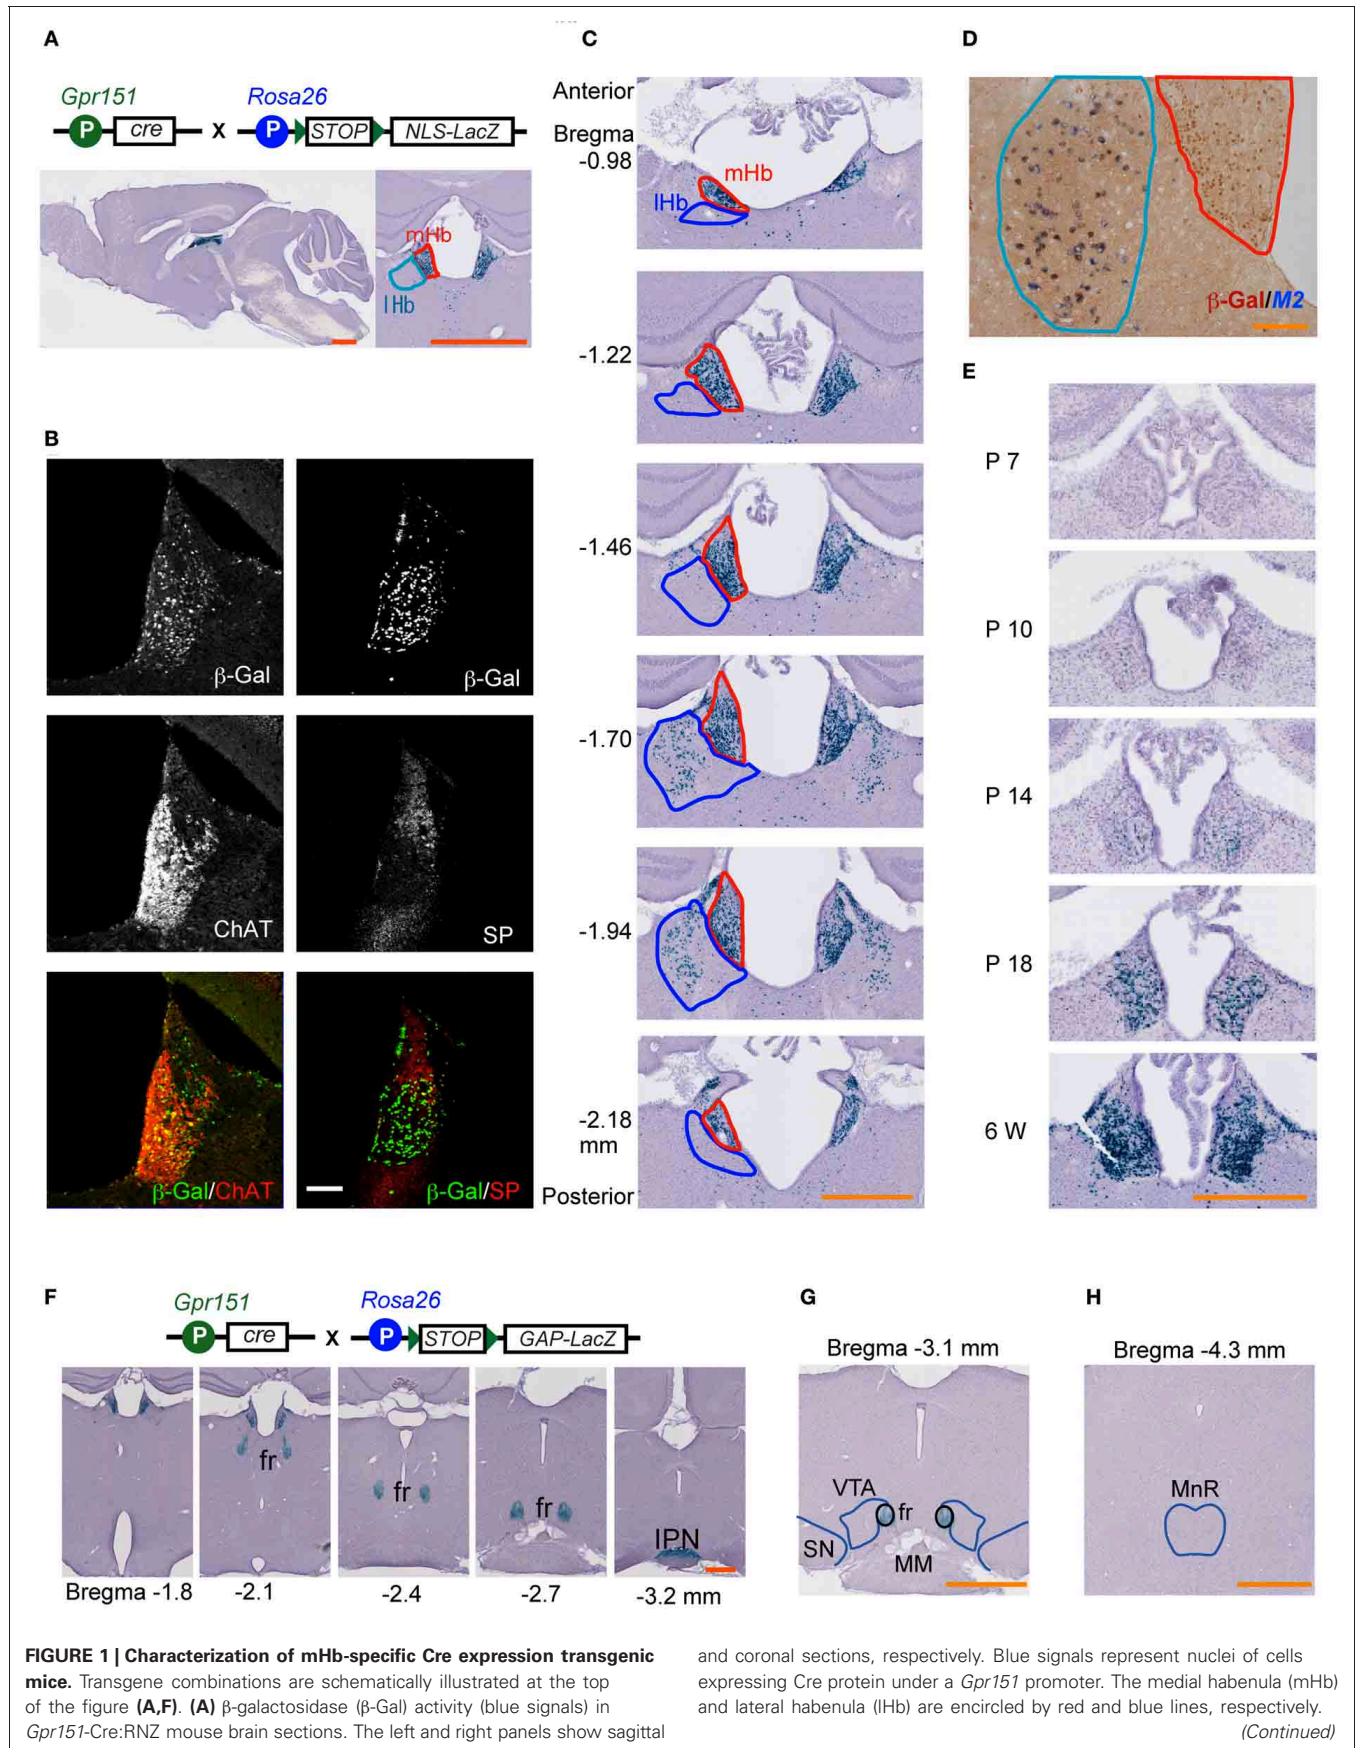 A
Gpr151
P
cre
X
Rosa26
P
STOP
NLS-LacZ
mHb
lHb
B
β-Gal
β-Gal
ChAT
SP
β-Gal/ChAT
β-Gal/SP
C
Anterior
Bregma
-0.98
mHb
lHb
-1.22
-1.46
-1.70
-1.94
-2.18
mm
Posterior
D
β-Gal/M2
E
P 7
P 10
P 14
P 18
6 W
F
Gpr151
P
cre
X
Rosa26
P
STOP
GAP-LacZ
fr
fr
fr
IPN
Bregma -1.8
-2.1
-2.4
-2.7
-3.2 mm
G
Bregma -3.1 mm
VTA
fr
SN
MM
H
Bregma -4.3 mm
MnR
FIGURE 1 | Characterization of mHb-specific Cre expression transgenic
mice. Transgene combinations are schematically illustrated at the top
of the figure (A,F). (A) β-galactosidase (β-Gal) activity (blue signals) in
Gpr151-Cre:RNZ mouse brain sections. The left and right panels show sagittal
and coronal sections, respectively. Blue signals represent nuclei of cells
expressing Cre protein under a Gpr151 promoter. The medial habenula (mHb)
and lateral habenula (lHb) are encircled by red and blue lines, respectively.
(Continued)